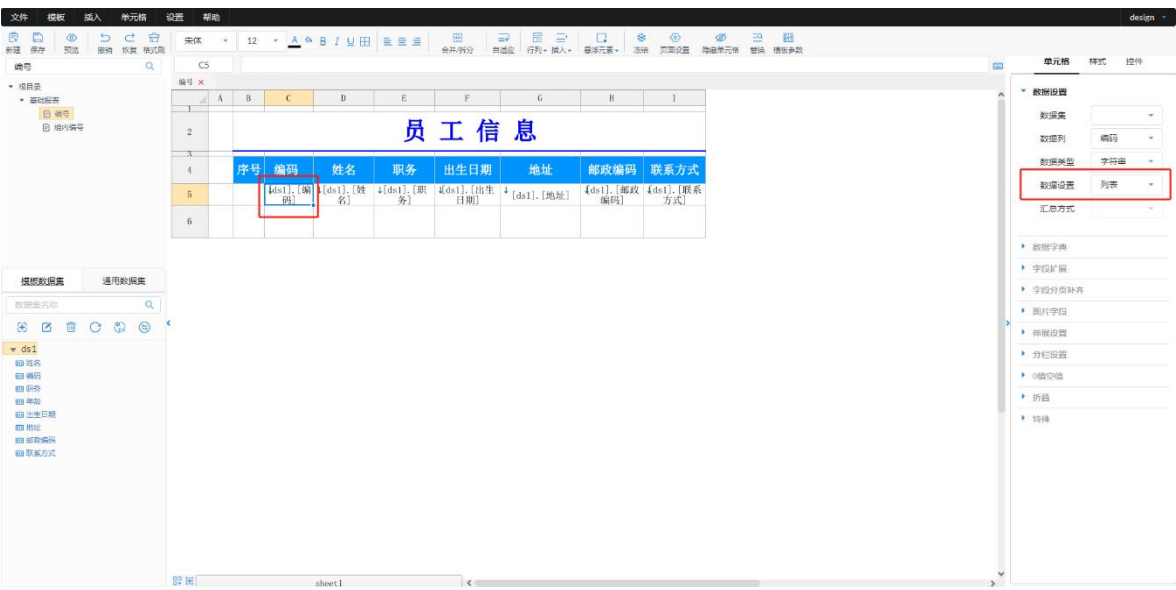 文件 模板 插入 单元格 设置 帮助 design
新建 保存 预览 撤销 恢复 格式刷 宋体 12 A B I U 合并/拆分 自适应 行列 插入 悬浮元素 冻结 页面设置 隐藏单元格 替换 模板参数
编号 C5 单元格 样式 控件
根目录
基础报表
编号
组内编号
编号 ×
A B C D E F G H I
1
2 员工信息
3
4 序号 编码 姓名 职务 出生日期 地址 邮政编码 联系方式
5 [ds1].[编码] [ds1].[姓名] [ds1].[职务] [ds1].[出生日期] [ds1].[地址] [ds1].[邮政编码] [ds1].[联系方式]
6
数据设置
数据集
数据列 编码
数据类型 字符串
数据设置 列表
汇总方式
数据字典
字段扩展
字段分页补齐
图片字段
伸展设置
分栏设置
0值空值
折叠
特殊
模板数据集 通用数据集
数据集名称
ds1
姓名
编码
职务
年龄
出生日期
地址
邮政编码
联系方式
sheet1